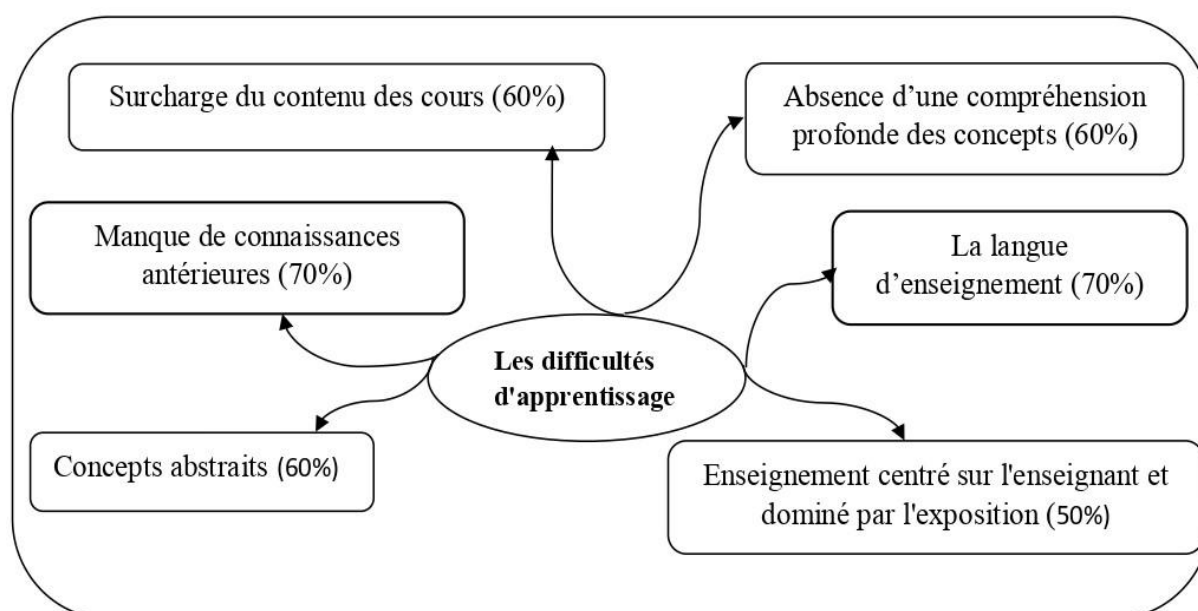 Surcharge du contenu des cours (60%)
Absence d’une compréhension
profonde des concepts (60%)
Manque de connaissances
antérieures (70%)
La langue
d’enseignement (70%)
Les difficultés
d'apprentissage
Concepts abstraits (60%)
Enseignement centré sur l'enseignant et
dominé par l'exposition (50%)